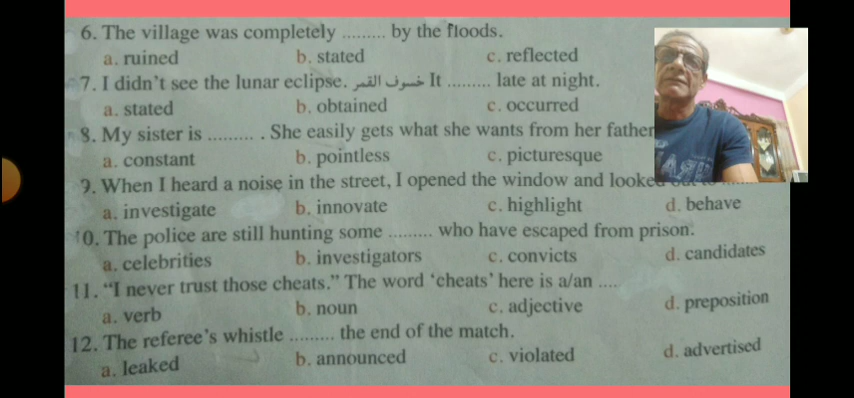 6. The village was completely ......... by the floods.
a. ruined b. stated c. reflected
7. I didn't see the lunar eclipse. خسوف القمر It ......... late at night.
a. stated b. obtained c. occurred
8. My sister is ......... . She easily gets what she wants from her father
a. constant b. pointless c. picturesque
9. When I heard a noise in the street, I opened the window and looked out to .........
a. investigate b. innovate c. highlight d. behave
10. The police are still hunting some ......... who have escaped from prison.
a. celebrities b. investigators c. convicts d. candidates
11. “I never trust those cheats.” The word ‘cheats’ here is a/an ....
a. verb b. noun c. adjective d. preposition
12. The referee's whistle ......... the end of the match.
a. leaked b. announced c. violated d. advertised